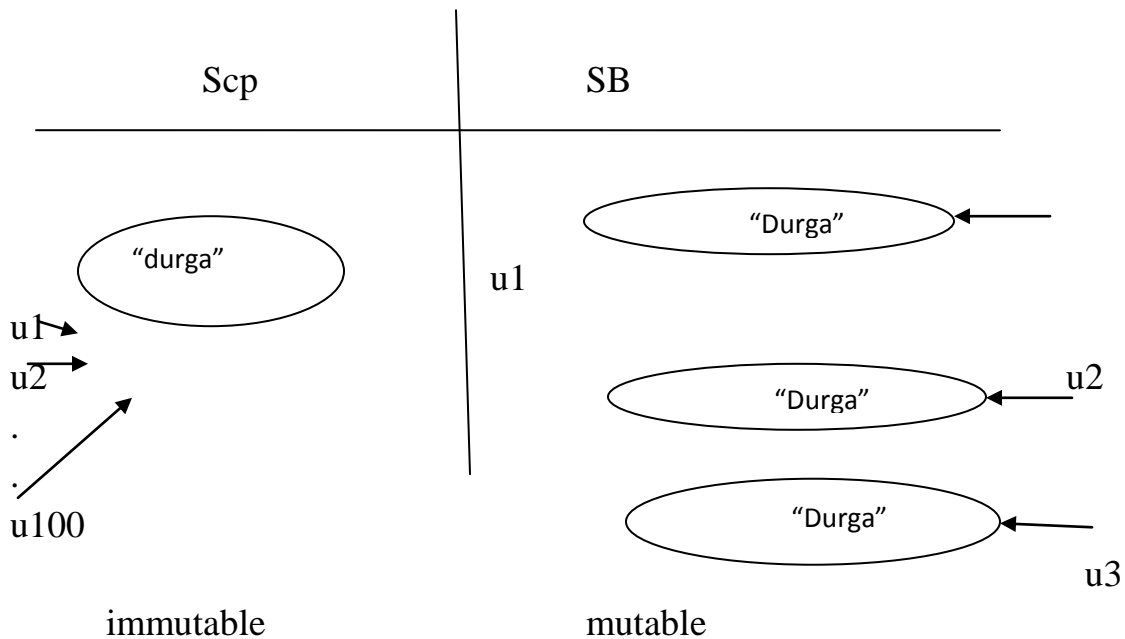 Scp SB
“durga” “Durga”
u1
u1
u2 “Durga” u2
.
.
u100 “Durga”
u3
immutable mutable